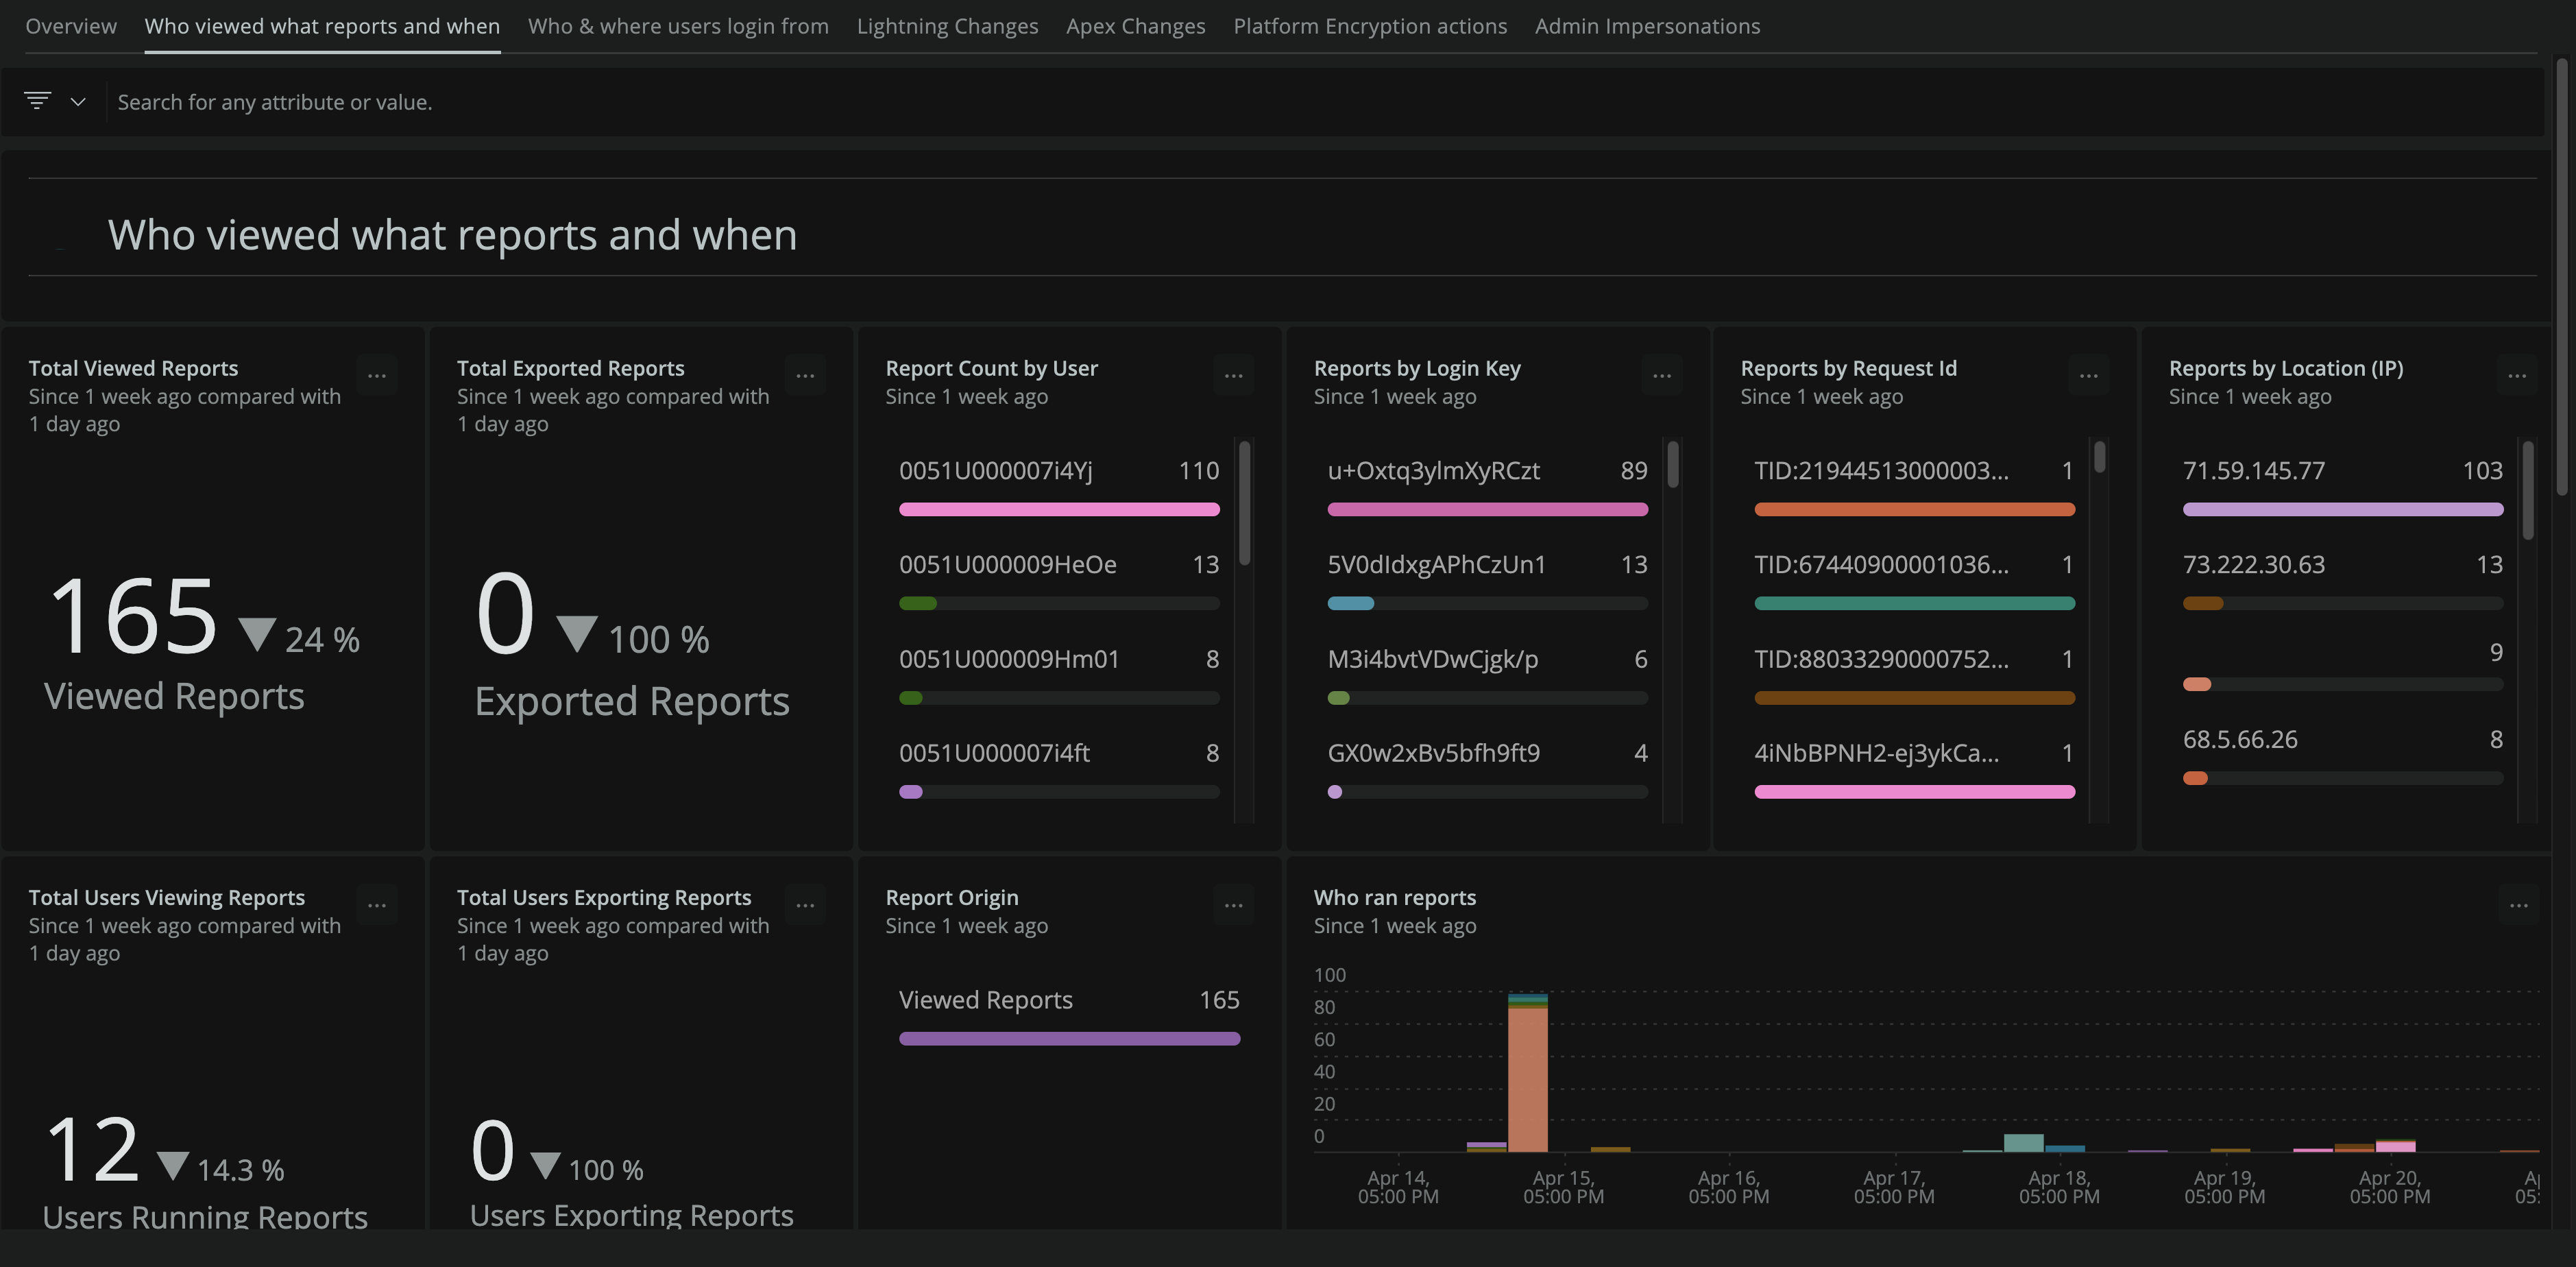 Overview Who viewed what reports and when Who & where users login from Lightning Changes Apex Changes Platform Encryption actions Admin Impersonations
Search for any attribute or value.
Who viewed what reports and when
Total Viewed Reports
Since 1 week ago compared with
1 day ago
165 24 %
Viewed Reports
Total Exported Reports
Since 1 week ago compared with
1 day ago
0 100 %
Exported Reports
Report Count by User
Since 1 week ago
0051U000007i4Yj 110
0051U000009HeOe 13
0051U000009Hm01 8
0051U000007i4ft 8
Reports by Login Key
Since 1 week ago
u+Oxtq3ylmXyRCzt 89
5V0dIdxgAPhCzUn1 13
M3i4bvtVDwCjgk/p 6
GX0w2xBv5bfh9ft9 4
Reports by Request Id
Since 1 week ago
TID:21944513000003... 1
TID:67440900001036... 1
TID:88033290000752... 1
4iNbBPNH2-ej3ykCa... 1
Reports by Location (IP)
Since 1 week ago
71.59.145.77 103
73.222.30.63 13
9
68.5.66.26 8
Total Users Viewing Reports
Since 1 week ago compared with
1 day ago
12 14.3 %
Users Running Reports
Total Users Exporting Reports
Since 1 week ago compared with
1 day ago
0 100 %
Users Exporting Reports
Report Origin
Since 1 week ago
Viewed Reports 165
Who ran reports
Since 1 week ago
100
80
60
40
20
0
Apr 14,
05:00 PM
Apr 15,
05:00 PM
Apr 16,
05:00 PM
Apr 17,
05:00 PM
Apr 18,
05:00 PM
Apr 19,
05:00 PM
Apr 20,
05:00 PM
05: